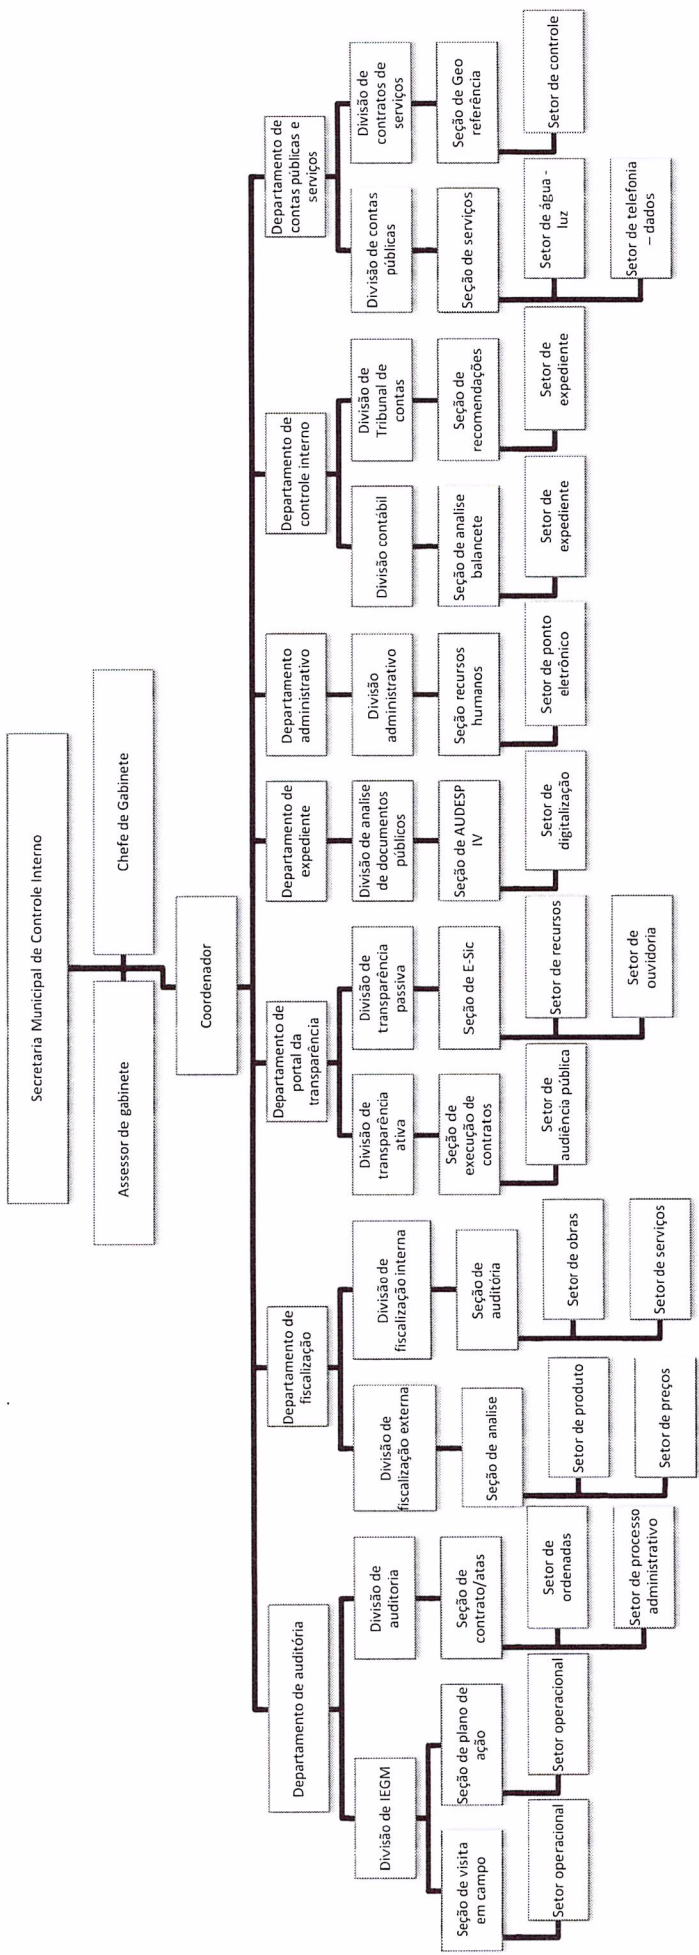 Secretaria Municipal de Controle Interno
Assessor de gabinete
Chefe de Gabinete
Coordenador
Departamento de auditória
Departamento de
fiscalização
Departamento de
portal da
transparência
Departamento de
expediente
Departamento
administrativo
Departamento de
controle interno
Departamento de
contas públicas e
serviços
Divisão de IEGM
Divisão de
auditoria
Divisão de
fiscalização externa
Divisão de
fiscalização interna
Divisão de
transparência
ativa
Divisão de
transparência
passiva
Divisão de analise
de documentos
públicos
Divisão
administrativo
Divisão contábil
Divisão de
Tribunal de
contas
Divisão de contas
públicas
Divisão de
contratos de
serviços
Seção de visita
em campo
Seção de plano de
ação
Seção de
contrato/atas
Seção de analise
Seção de
auditória
Seção de
execução de
contratos
Seção de E-Sic
Seção de AUDESP
IV
Seção recursos
humanos
Seção de analise
balancete
Seção de
recomendações
Seção de serviços
Seção de Geo
referência
Setor operacional
Setor operacional
Setor de
ordenadas
Setor de processo
administrativo
Setor de produto
Setor de preços
Setor de obras
Setor de serviços
Setor de
audiência pública
Setor de recursos
Setor de
ouvidoria
Setor de
digitalização
Setor de ponto
eletrônico
Setor de
expediente
Setor de
expediente
Setor de água -
luz
Setor de telefonia
– dados
Setor de controle